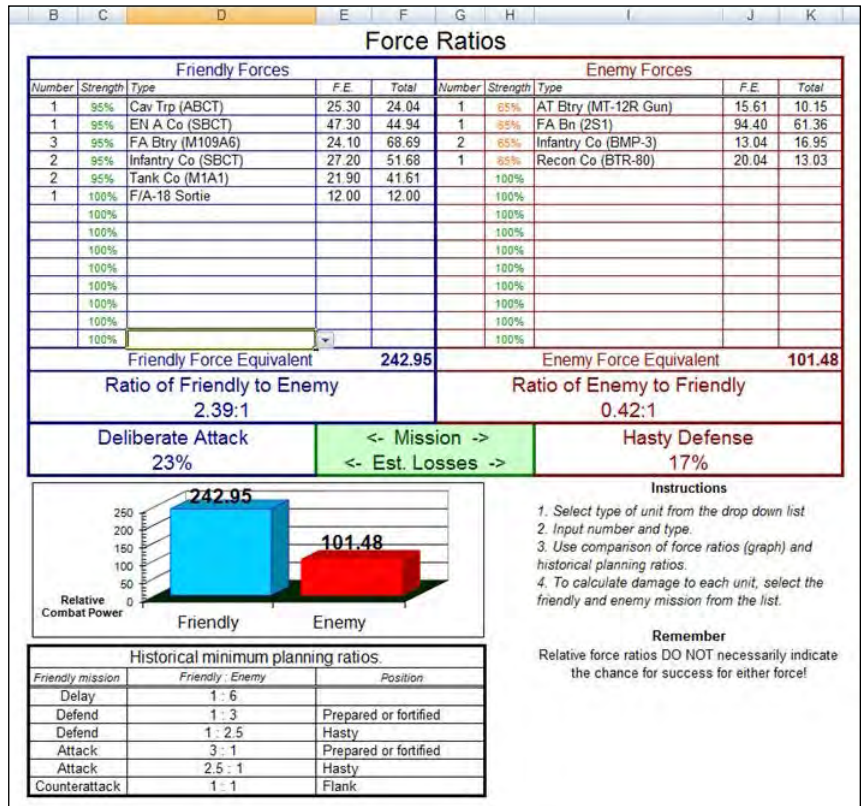 B C D E F G H I J K
Force Ratios
Friendly Forces Enemy Forces
Number Strength Type F.E. Total Number Strength Type F.E. Total
1 95% Cav Trp (ABCT) 25.30 24.04 1 65% AT Btry (MT-12R Gun) 15.61 10.15
1 95% EN A Co (SBCT) 47.30 44.94 1 65% FA Bn (2S1) 94.40 61.36
3 95% FA Btry (M109A6) 24.10 68.69 2 65% Infantry Co (BMP-3) 13.04 16.95
2 95% Infantry Co (SBCT) 27.20 51.68 1 65% Recon Co (BTR-80) 20.04 13.03
2 95% Tank Co (M1A1) 21.90 41.61 100%
1 100% F/A-18 Sortie 12.00 12.00 100%
100% 100%
100% 100%
100% 100%
100% 100%
100% 100%
100% 100%
100% 100%
100% 100%
Friendly Force Equivalent 242.95 Enemy Force Equivalent 101.48
Ratio of Friendly to Enemy Ratio of Enemy to Friendly
2.39:1 0.42:1
Deliberate Attack <- Mission -> Hasty Defense
23% <- Est. Losses -> 17%
242.95
101.48
250
200
150
100
50
0
Relative
Combat Power
Friendly Enemy
Instructions
1. Select type of unit from the drop down list
2. Input number and type.
3. Use comparison of force ratios (graph) and
historical planning ratios.
4. To calculate damage to each unit, select the
friendly and enemy mission from the list.
Remember
Relative force ratios DO NOT necessarily indicate
the chance for success for either force!
Historical minimum planning ratios.
Friendly mission Friendly : Enemy Position
Delay 1 : 6
Defend 1 : 3 Prepared or fortified
Defend 1 : 2.5 Hasty
Attack 3 : 1 Prepared or fortified
Attack 2.5 : 1 Hasty
Counterattack 1 : 1 Flank